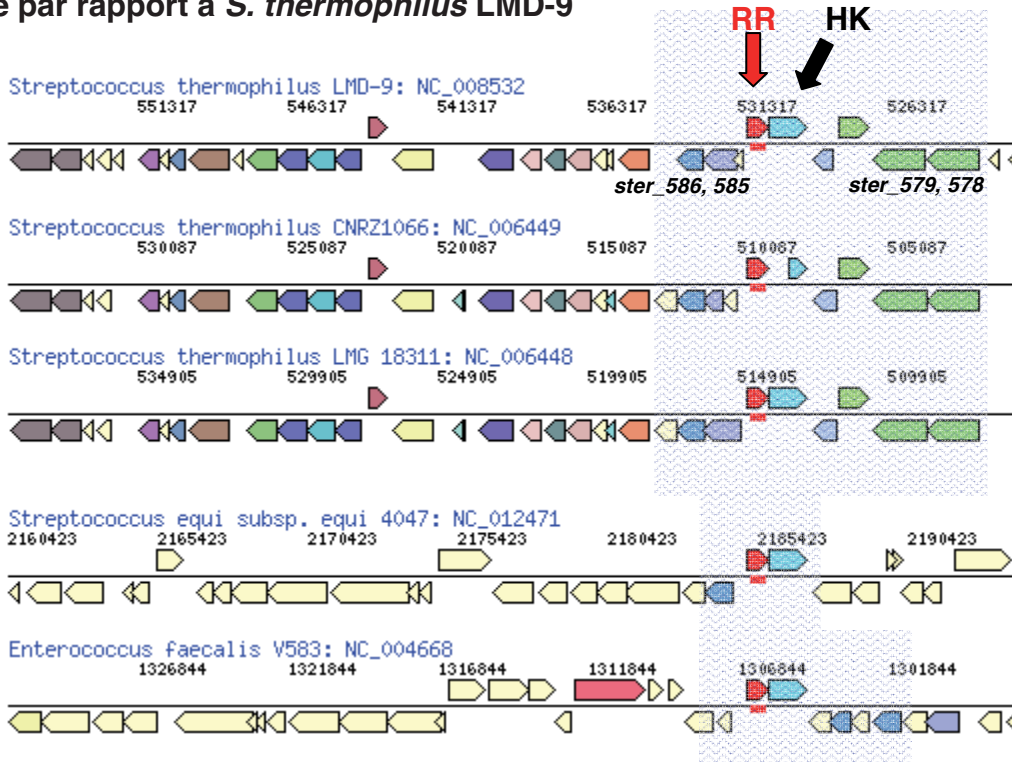 e par rapport à S. thermophilus LMD-9
RR HK
Streptococcus thermophilus LMD-9: NC_008532
551317 546317 541317 536317 531317 526317
ster_586, 585 ster_579, 578
Streptococcus thermophilus CNRZ1066: NC_006449
530087 525087 520087 515087 510087 505087
Streptococcus thermophilus LMG 18311: NC_006448
534905 529905 524905 519905 514905 509905
Streptococcus equi subsp. equi 4047: NC_012471
2160423 2165423 2170423 2175423 2180423 2185423 2190423
Enterococcus faecalis V583: NC_004668
1326844 1321844 1316844 1311844 1306844 1301844